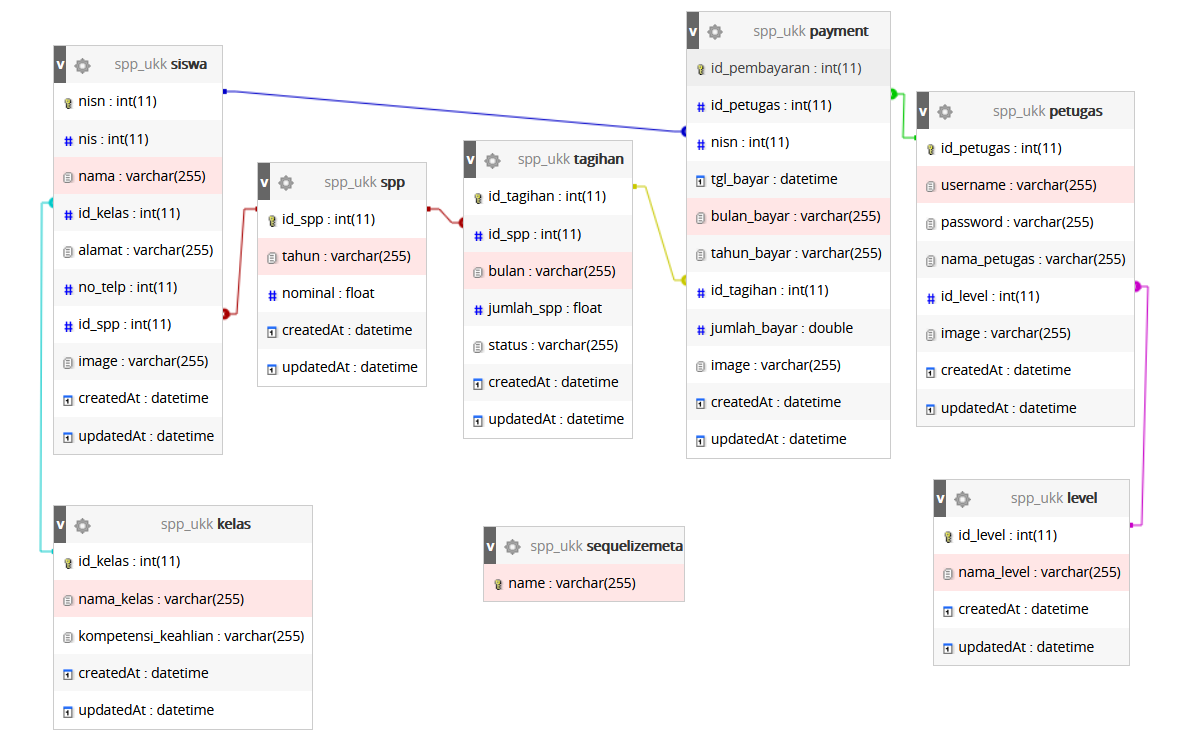 v spp_ukk siswa
nisn : int(11)
nis : int(11)
nama : varchar(255)
id_kelas : int(11)
alamat : varchar(255)
no_telp : int(11)
id_spp : int(11)
image : varchar(255)
createdAt : datetime
updatedAt : datetime
v spp_ukk spp
id_spp : int(11)
tahun : varchar(255)
nominal : float
createdAt : datetime
updatedAt : datetime
v spp_ukk tagihan
id_tagihan : int(11)
id_spp : int(11)
bulan : varchar(255)
jumlah_spp : float
status : varchar(255)
createdAt : datetime
updatedAt : datetime
v spp_ukk payment
id_pembayaran : int(11)
id_petugas : int(11)
nisn : int(11)
tgl_bayar : datetime
bulan_bayar : varchar(255)
tahun_bayar : varchar(255)
id_tagihan : int(11)
jumlah_bayar : double
image : varchar(255)
createdAt : datetime
updatedAt : datetime
v spp_ukk petugas
id_petugas : int(11)
username : varchar(255)
password : varchar(255)
nama_petugas : varchar(255)
id_level : int(11)
image : varchar(255)
createdAt : datetime
updatedAt : datetime
v spp_ukk kelas
id_kelas : int(11)
nama_kelas : varchar(255)
kompetensi_keahlian : varchar(255)
createdAt : datetime
updatedAt : datetime
v spp_ukk sequelizemeta
name : varchar(255)
v spp_ukk level
id_level : int(11)
nama_level : varchar(255)
createdAt : datetime
updatedAt : datetime